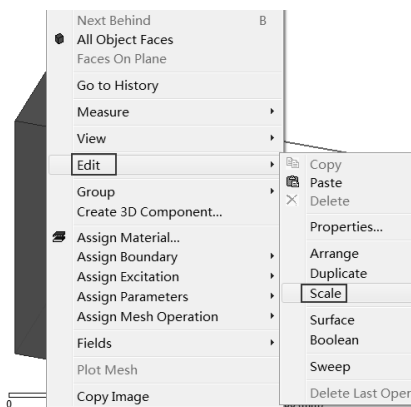 Next Behind B
All Object Faces
Faces On Plane
Go to History
Measure
View
Edit
Group
Create 3D Component...
Assign Material...
Assign Boundary
Assign Excitation
Assign Parameters
Assign Mesh Operation
Fields
Plot Mesh
Copy Image
Copy
Paste
Delete
Properties...
Arrange
Duplicate
Scale
Surface
Boolean
Sweep
Delete Last Oper
0